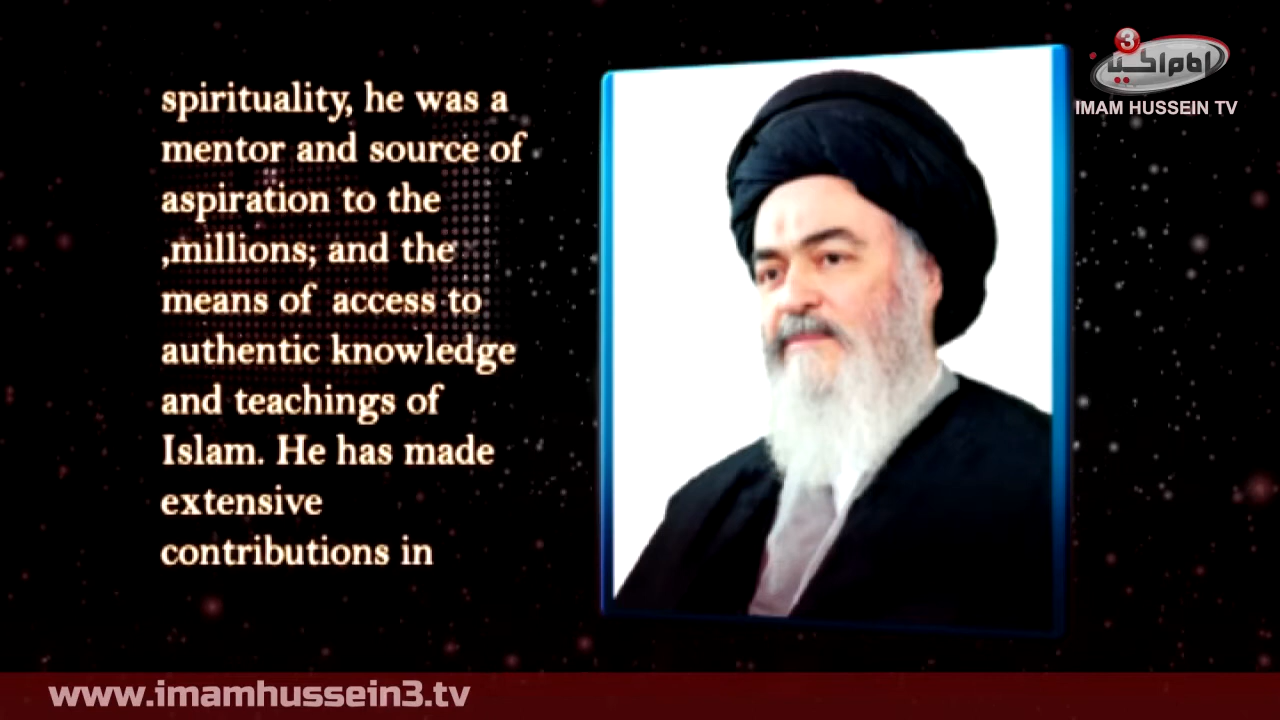 spirituality, he was a
mentor and source of
aspiration to the
,millions; and the
means of access to
authentic knowledge
and teachings of
Islam. He has made
extensive
contributions in
3
امام حسین
IMAM HUSSEIN TV
www.imamhussein3.tv